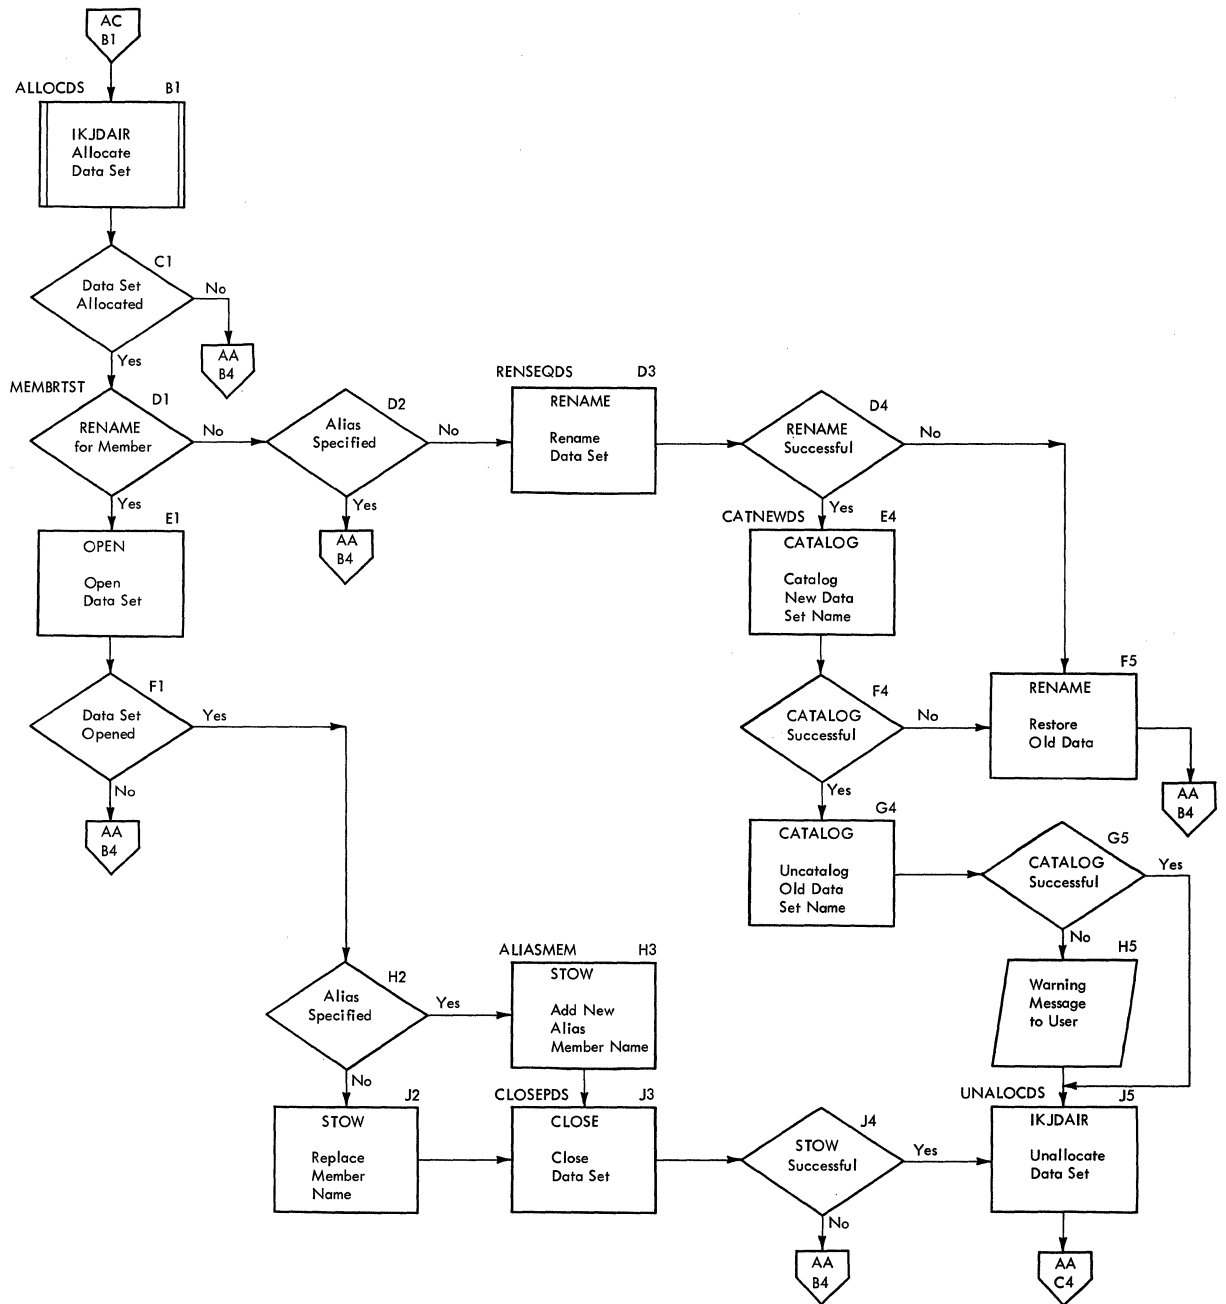 AC
B1
ALLOCDS
B1
IKJDAIR
Allocate
Data Set
C1
Data Set
Allocated
No
AA
B4
Yes
MEMBRTST
D1
RENAME
for Member
No
D2
Alias
Specified
No
RENSEQDS
D3
RENAME
Rename
Data Set
D4
RENAME
Successful
No
Yes
E1
OPEN
Open
Data Set
Yes
AA
B4
Yes
CATNEWDS
E4
CATALOG
Catalog
New Data
Set Name
F1
Data Set
Opened
Yes
No
AA
B4
F4
CATALOG
Successful
No
F5
RENAME
Restore
Old Data
AA
B4
Yes
G4
CATALOG
Uncatalog
Old Data
Set Name
G5
CATALOG
Successful
Yes
No
H5
Warning
Message
to User
H2
Alias
Specified
Yes
ALIASMEM
H3
STOW
Add New
Alias
Member Name
No
J2
STOW
Replace
Member
Name
CLOSEPDS
J3
CLOSE
Close
Data Set
J4
STOW
Successful
Yes
No
AA
B4
UNALOCDS
J5
IKJDAIR
Unallocate
Data Set
AA
C4